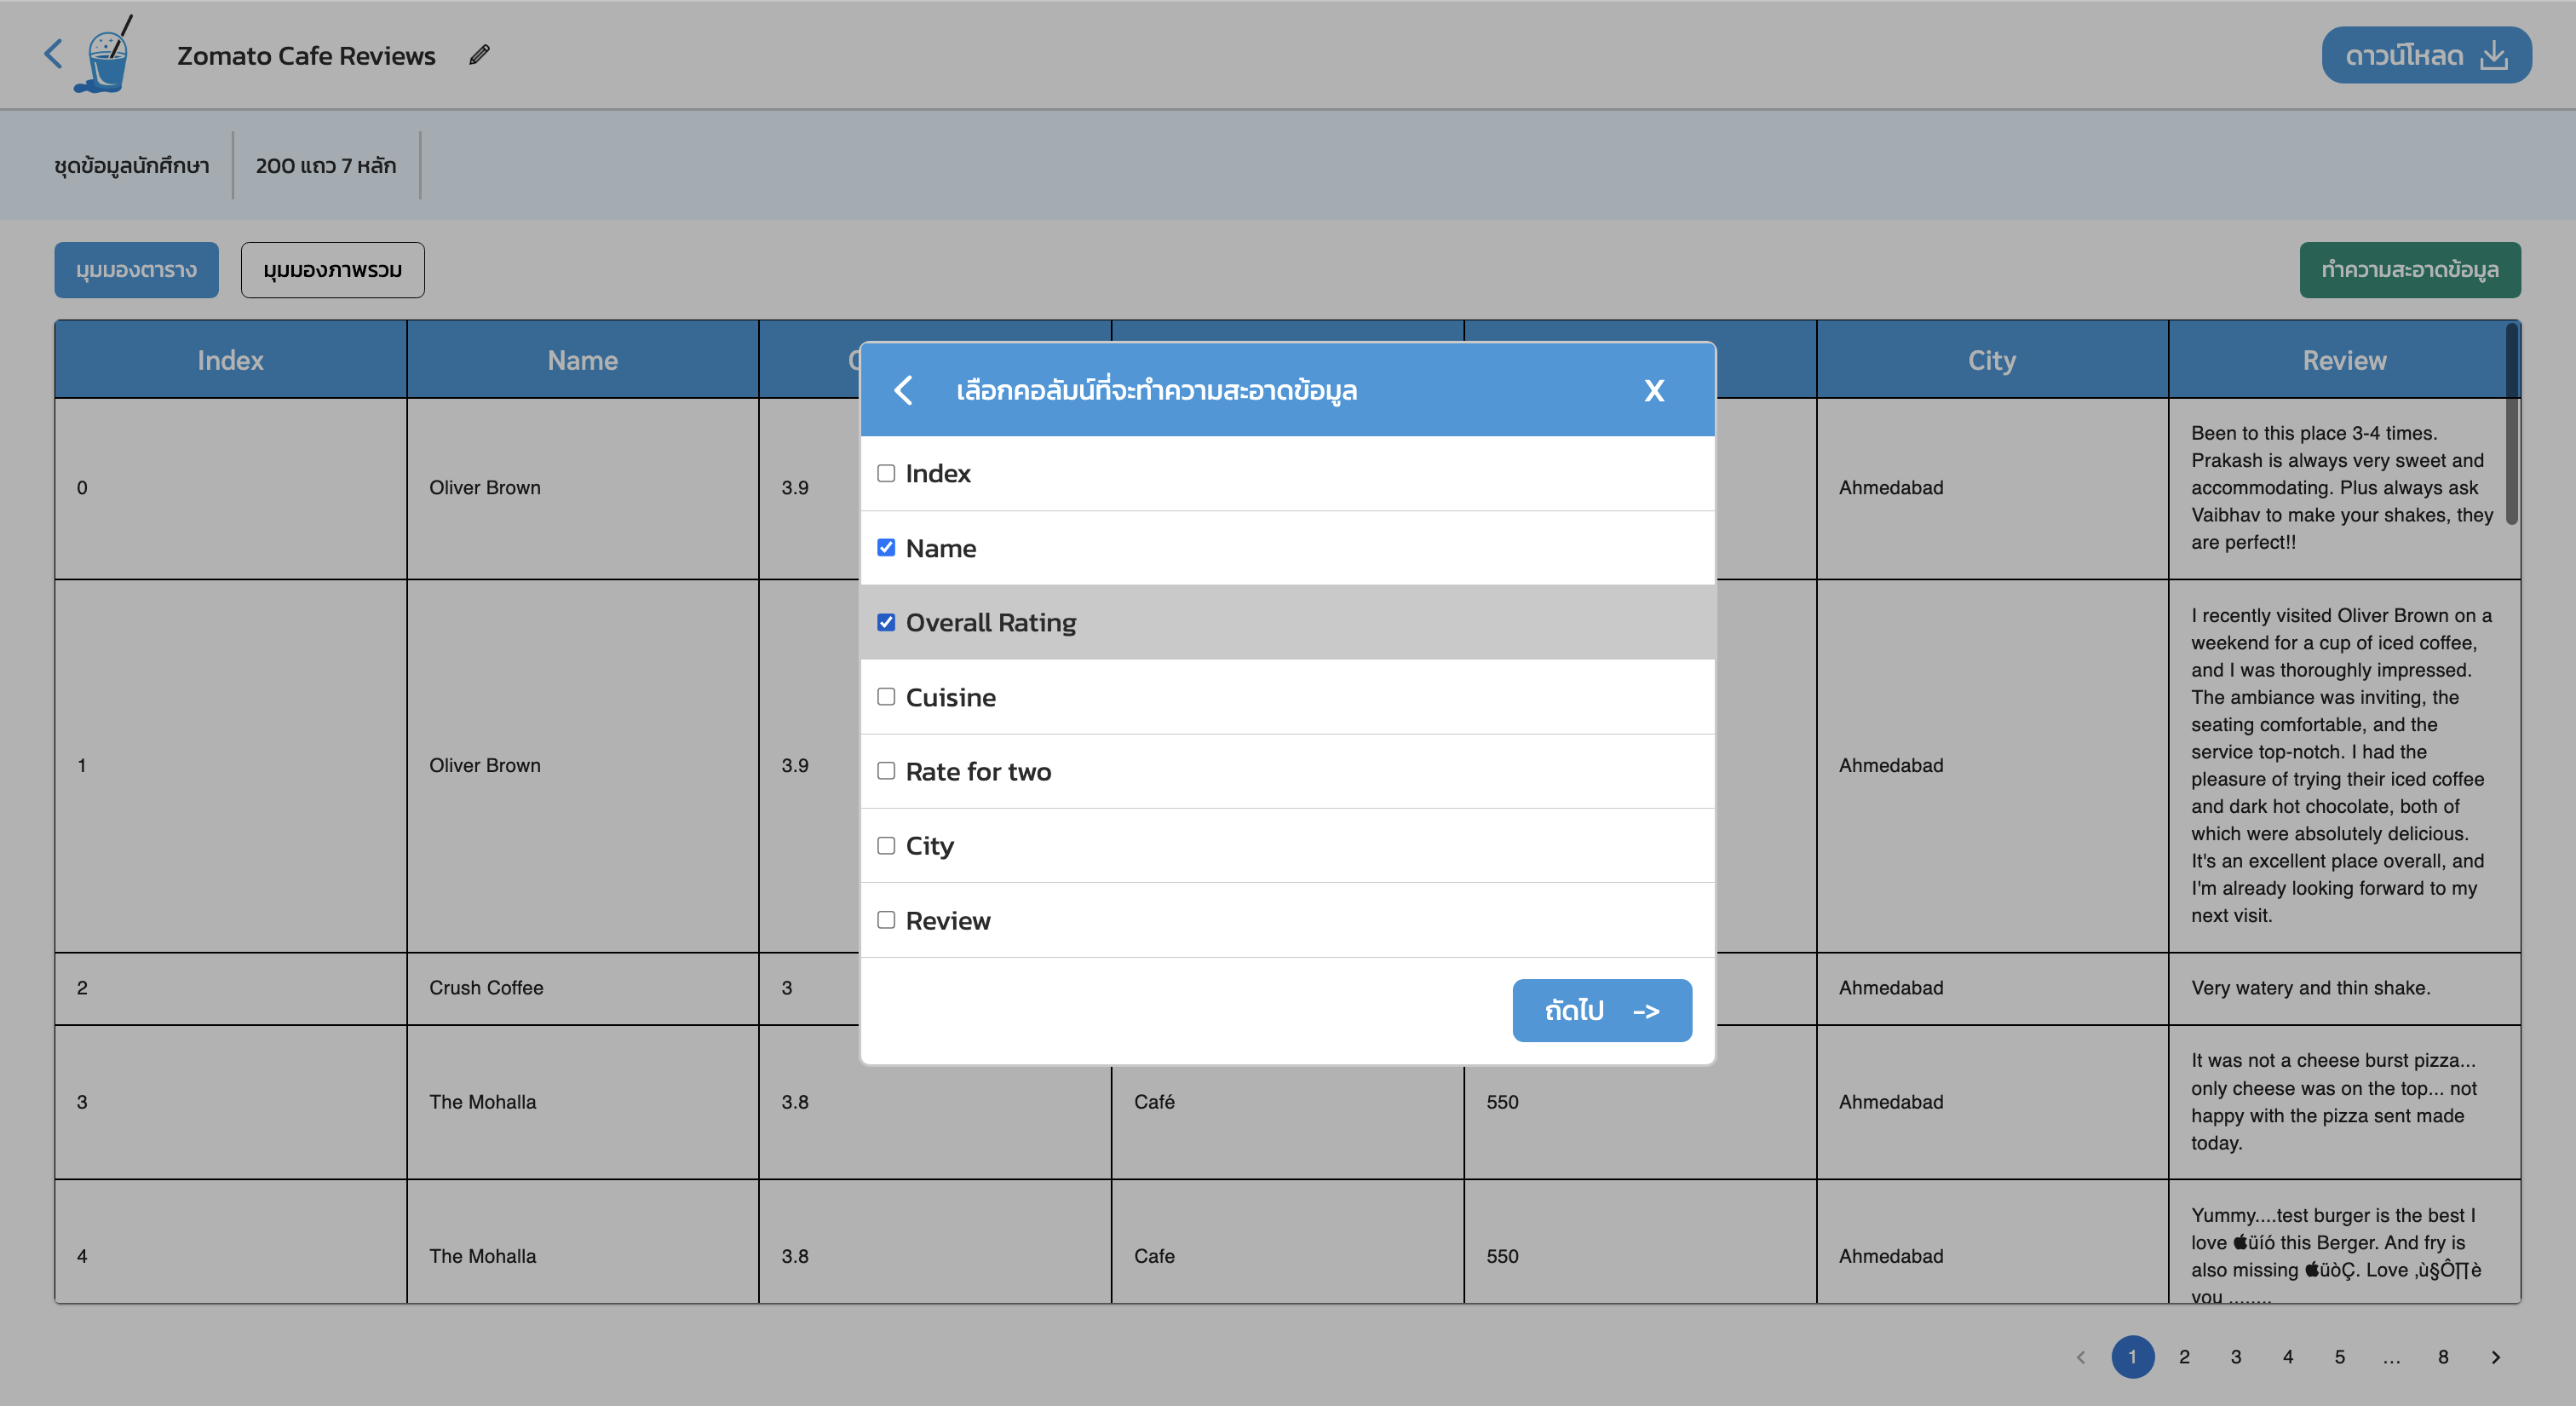 Zomato Cafe Reviews
ดาวน์โหลด
ชุดข้อมูลนักศึกษา
200 แถว 7 หลัก
มุมมองตาราง
มุมมองภาพรวม
ทำความสะอาดข้อมูล
Index Name City Review
เลือกคอลัมน์ที่จะทำความสะอาดข้อมูล X
Index
Name
Overall Rating
Cuisine
Rate for two
City
Review
ถัดไป ->
0 Oliver Brown 3.9 Ahmedabad
Been to this place 3-4 times.
Prakash is always very sweet and
accommodating. Plus always ask
Vaibhav to make your shakes, they
are perfect!!
1 Oliver Brown 3.9 Ahmedabad
I recently visited Oliver Brown on a
weekend for a cup of iced coffee,
and I was thoroughly impressed.
The ambiance was inviting, the
seating comfortable, and the
service top-notch. I had the
pleasure of trying their iced coffee
and dark hot chocolate, both of
which were absolutely delicious.
It's an excellent place overall, and
I'm already looking forward to my
next visit.
2 Crush Coffee 3 Ahmedabad
Very watery and thin shake.
3 The Mohalla 3.8 Café 550 Ahmedabad
It was not a cheese burst pizza...
only cheese was on the top... not
happy with the pizza sent made
today.
4 The Mohalla 3.8 Cafe 550 Ahmedabad
Yummy....test burger is the best I
love üíó this Berger. And fry is
also missing üòÇ. Love ‚ù§Ô∏è
you ........
< 1 2 3 4 5 ... 8 >